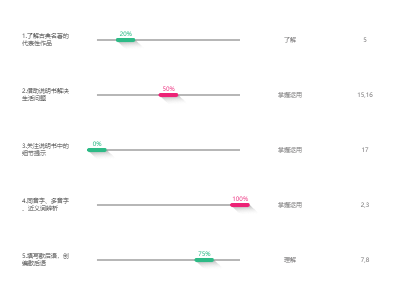 1.了解古典名著的
代表性作品
20%
了解
5
2.借助说明书解决
生活问题
50%
掌握运用
15,16
3.关注说明书中的
细节提示
0%
掌握运用
17
4.同音字、多音字
、近义词辨析
100%
掌握运用
2,3
5.填写歇后语，创
编歇后语
75%
理解
7,8